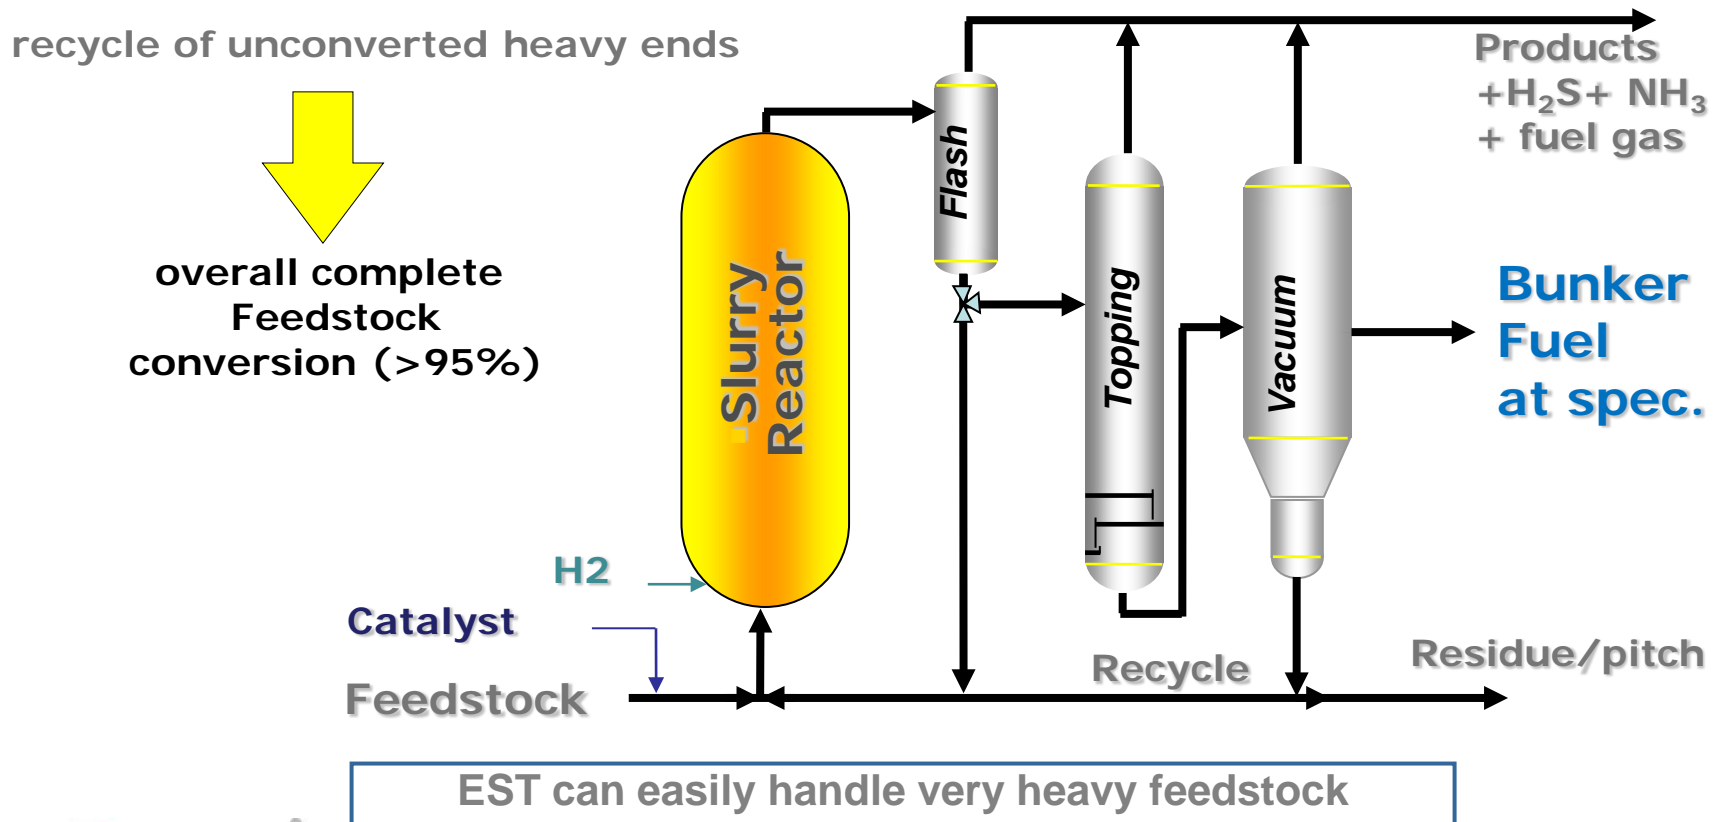 recycle of unconverted heavy ends
overall complete
Feedstock
conversion (>95%)
Slurry
Reactor
Flash
Topping
Vacuum
Products
+H₂S+ NH₃
+ fuel gas
Bunker
Fuel
at spec.
H2
Catalyst
Feedstock
Recycle
Residue/pitch
EST can easily handle very heavy feedstock